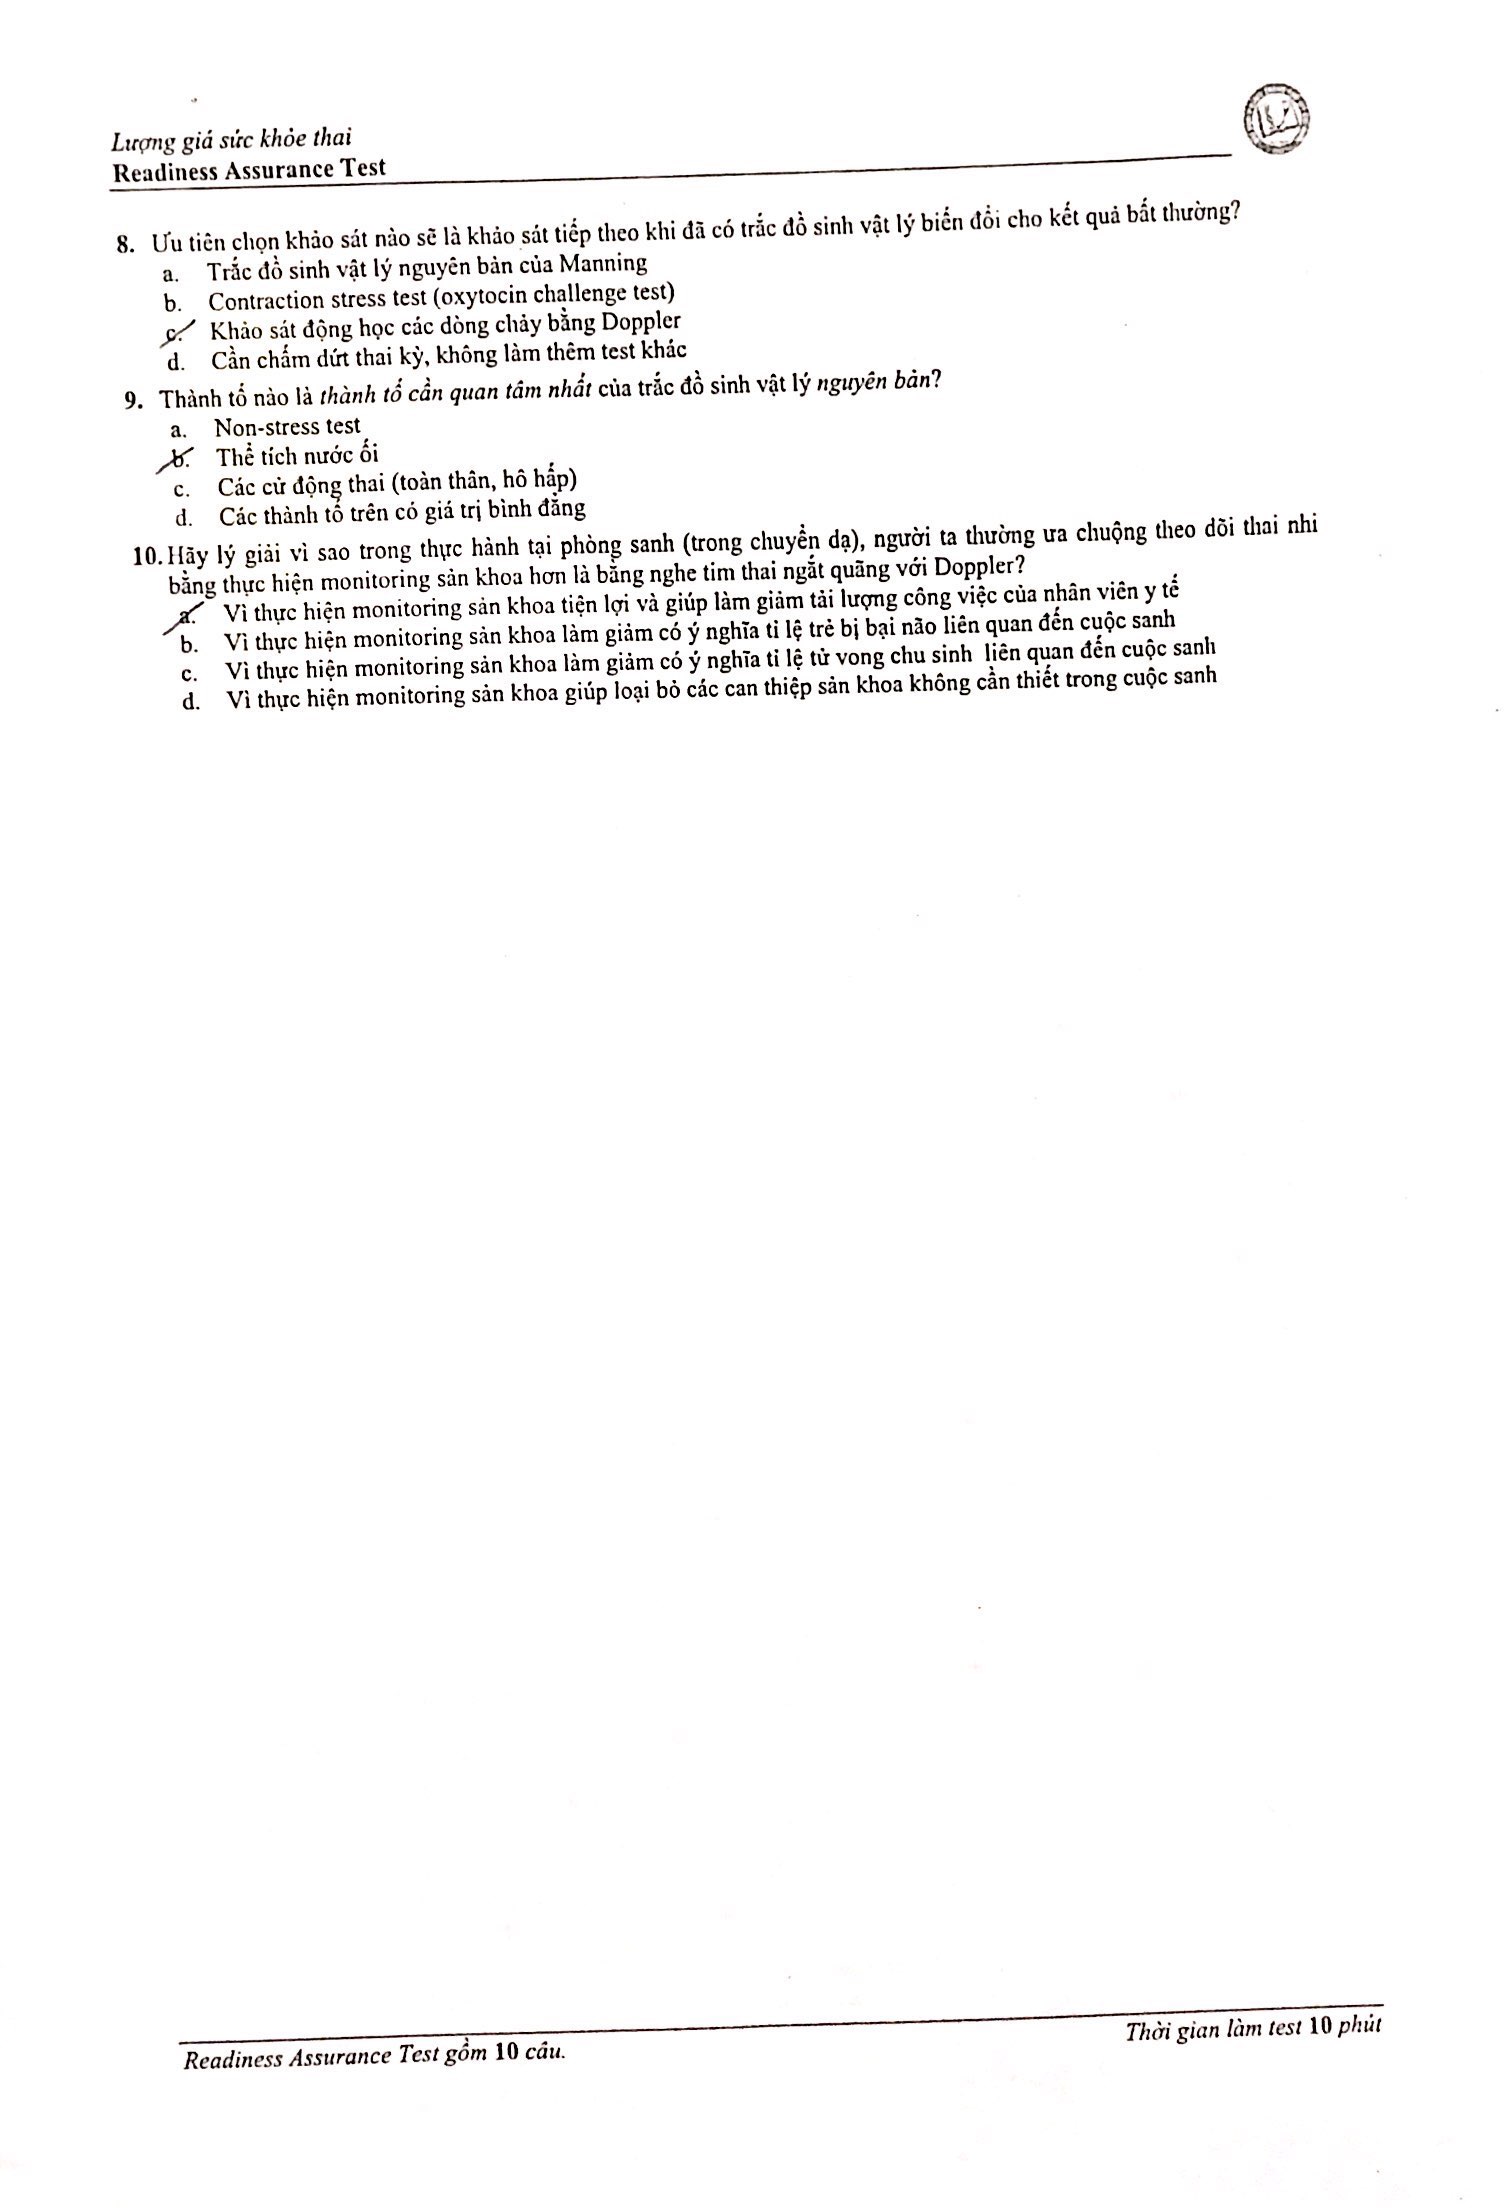 Lượng giá sức khỏe thai
Readiness Assurance Test
8. Ưu tiên chọn khảo sát nào sẽ là khảo sát tiếp theo khi đã có trắc đồ sinh vật lý biến đổi cho kết quả bất thường?
a. Trắc đồ sinh vật lý nguyên bản của Manning
b. Contraction stress test (oxytocin challenge test)
c. Khảo sát động học các dòng chảy bằng Doppler
d. Cần chấm dứt thai kỳ, không làm thêm test khác
9. Thành tố nào là thành tố cần quan tâm nhất của trắc đồ sinh vật lý nguyên bản?
a. Non-stress test
b. Thể tích nước ối
c. Các cử động thai (toàn thân, hô hấp)
d. Các thành tố trên có giá trị bình đẳng
10. Hãy lý giải vì sao trong thực hành tại phòng sanh (trong chuyển dạ), người ta thường ưa chuộng theo dõi thai nhi
bằng thực hiện monitoring sản khoa hơn là bằng nghe tim thai ngắt quãng với Doppler?
a. Vì thực hiện monitoring sản khoa tiện lợi và giúp làm giảm tải lượng công việc của nhân viên y tế
b. Vì thực hiện monitoring sản khoa làm giảm có ý nghĩa tỉ lệ trẻ bị bại não liên quan đến cuộc sanh
c. Vì thực hiện monitoring sản khoa làm giảm có ý nghĩa tỉ lệ tử vong chu sinh liên quan đến cuộc sanh
d. Vì thực hiện monitoring sản khoa giúp loại bỏ các can thiệp sản khoa không cần thiết trong cuộc sanh
Readiness Assurance Test gồm 10 câu.
Thời gian làm test 10 phút